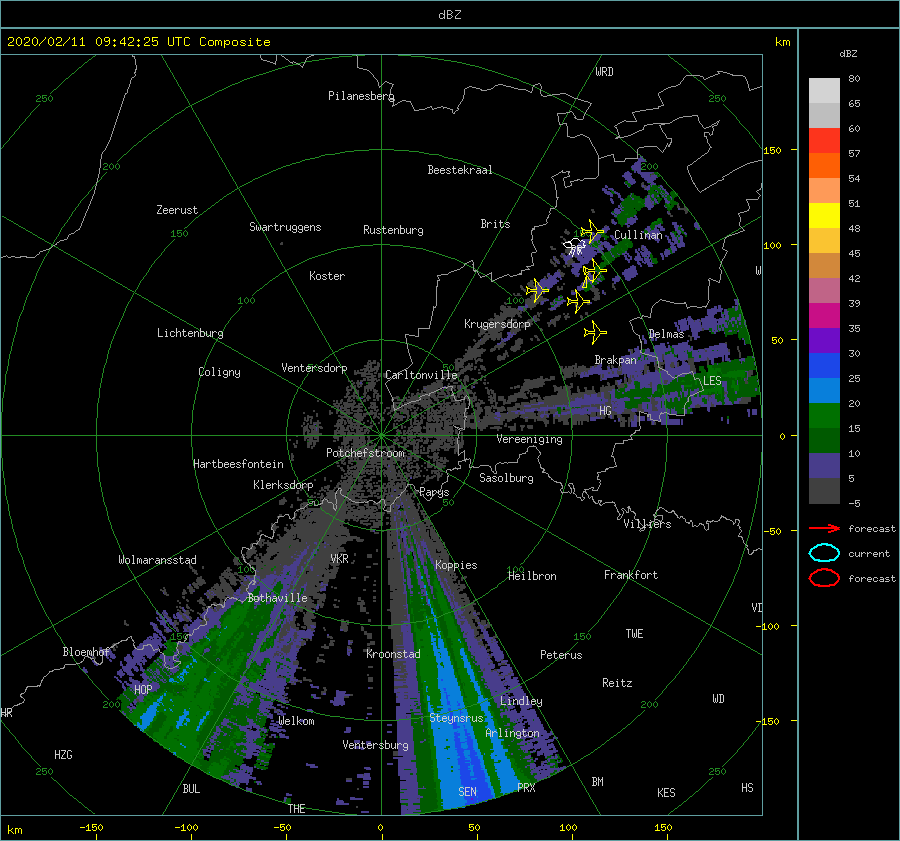 dBZ
2020/02/11 09:42:25 UTC Composite
km
dBZ
WRD
80
250
Pilanesberg
250
65
60
150
57
200
Beestekraal
200
54
Zeerust
51
Swartruggens
Rustenburg
Brits
150
Cullinan
48
100
45
W
Koster
42
100
100
39
Lichtenburg
Krugersdorp
Delmas
35
50
50
30
Ventersdorp
Carltonville
Brakpan
Coligny
LES
25
HG
20
15
Vereeniging
0
Potchefstroom
10
Hartbeesfontein
Sasolburg
5
Klerksdorp
Parys
50
50
-5
Villiers
forecast
-50
current
Wolmaransstad
VKR
Koppies
100
Heilbron
100
Frankfort
forecast
Bothaville
VD
-100
150
150
TWE
Bloemhof
Kroonstad
Peterus
HOP
Reitz
200
Lindley
200
WD
HR
Welkom
Steynsrus
-150
Arlington
Ventersburg
HZG
250
250
BUL
SEN
PRX
BM
KES
HS
THE
km
-150
-100
-50
0
50
100
150